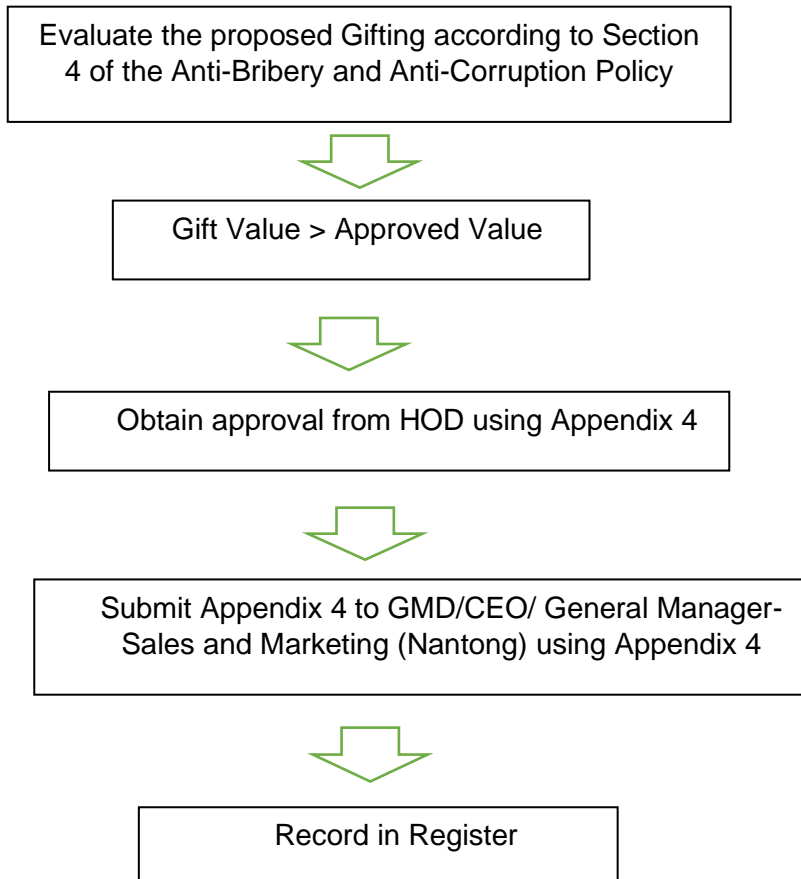 Evaluate the proposed Gifting according to Section
4 of the Anti-Bribery and Anti-Corruption Policy
Gift Value > Approved Value
Obtain approval from HOD using Appendix 4
Submit Appendix 4 to GMD/CEO/ General Manager-
Sales and Marketing (Nantong) using Appendix 4
Record in Register